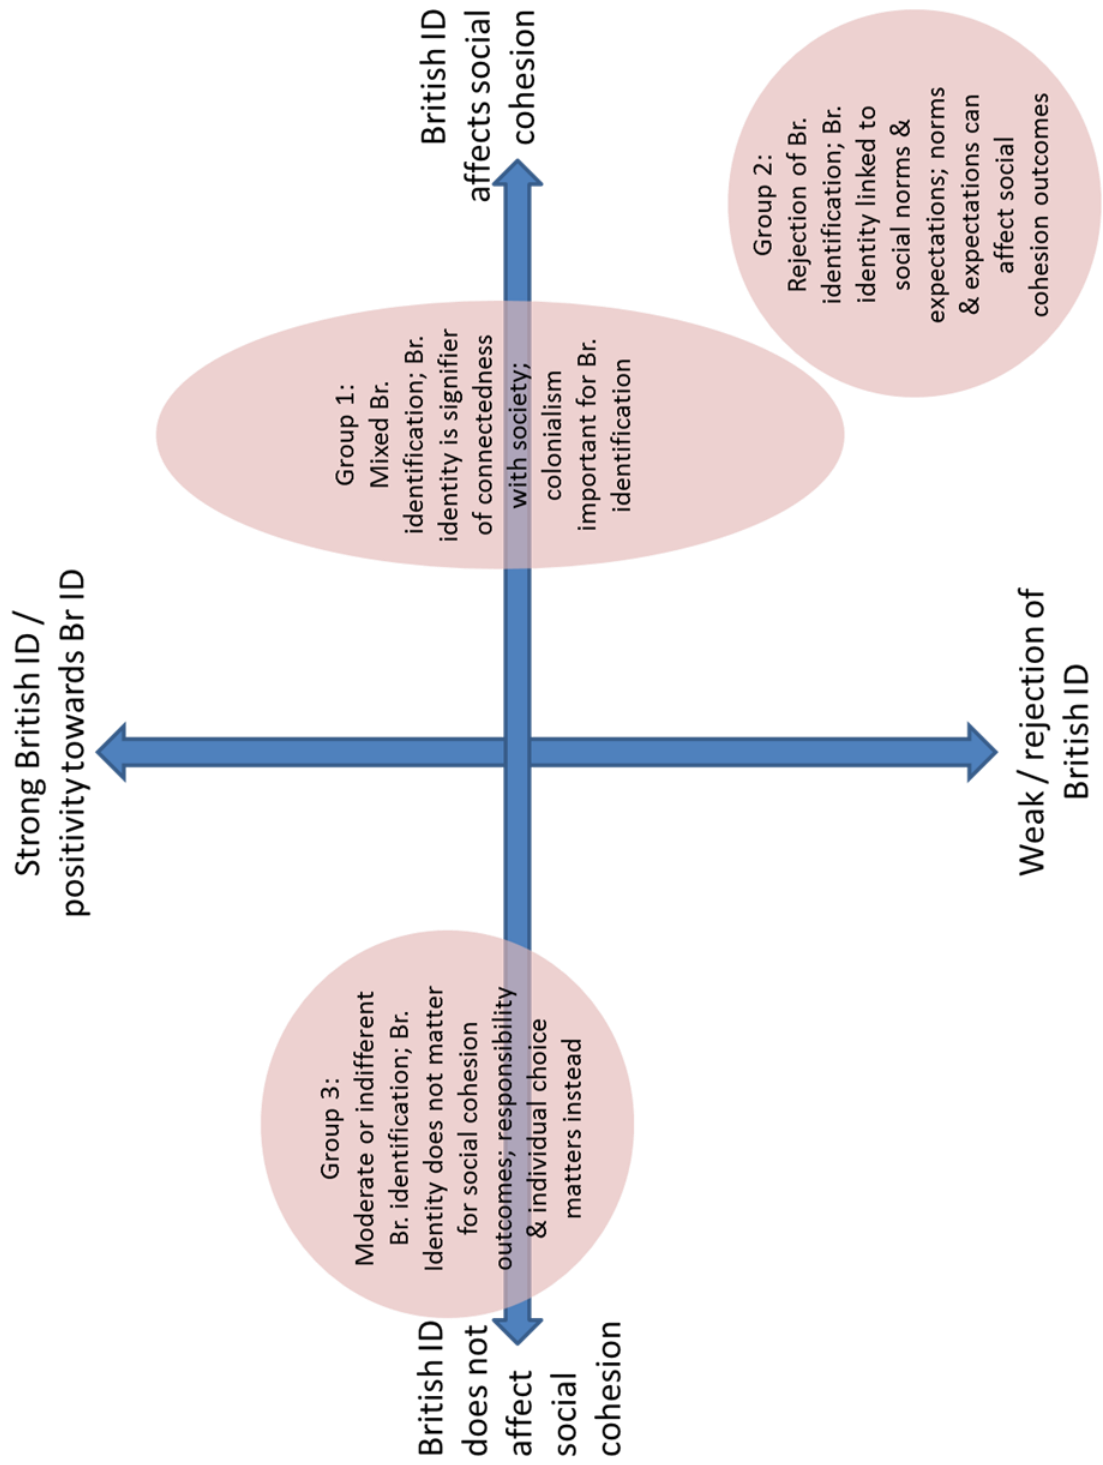 Strong British ID /
positivity towards Br ID
British ID
does not
affect
social
cohesion
Group 3:
Moderate or indifferent
Br. identification; Br.
Identity does not matter
for social cohesion
outcomes; responsibility
& individual choice
matters instead
Group 1:
Mixed Br.
identification; Br.
identity is signifier
of connectedness
with society;
colonialism
important for Br.
identification
British ID
affects social
cohesion
Weak / rejection of
British ID
Group 2:
Rejection of Br.
identification; Br.
identity linked to
social norms &
expectations; norms
& expectations can
affect social
cohesion outcomes